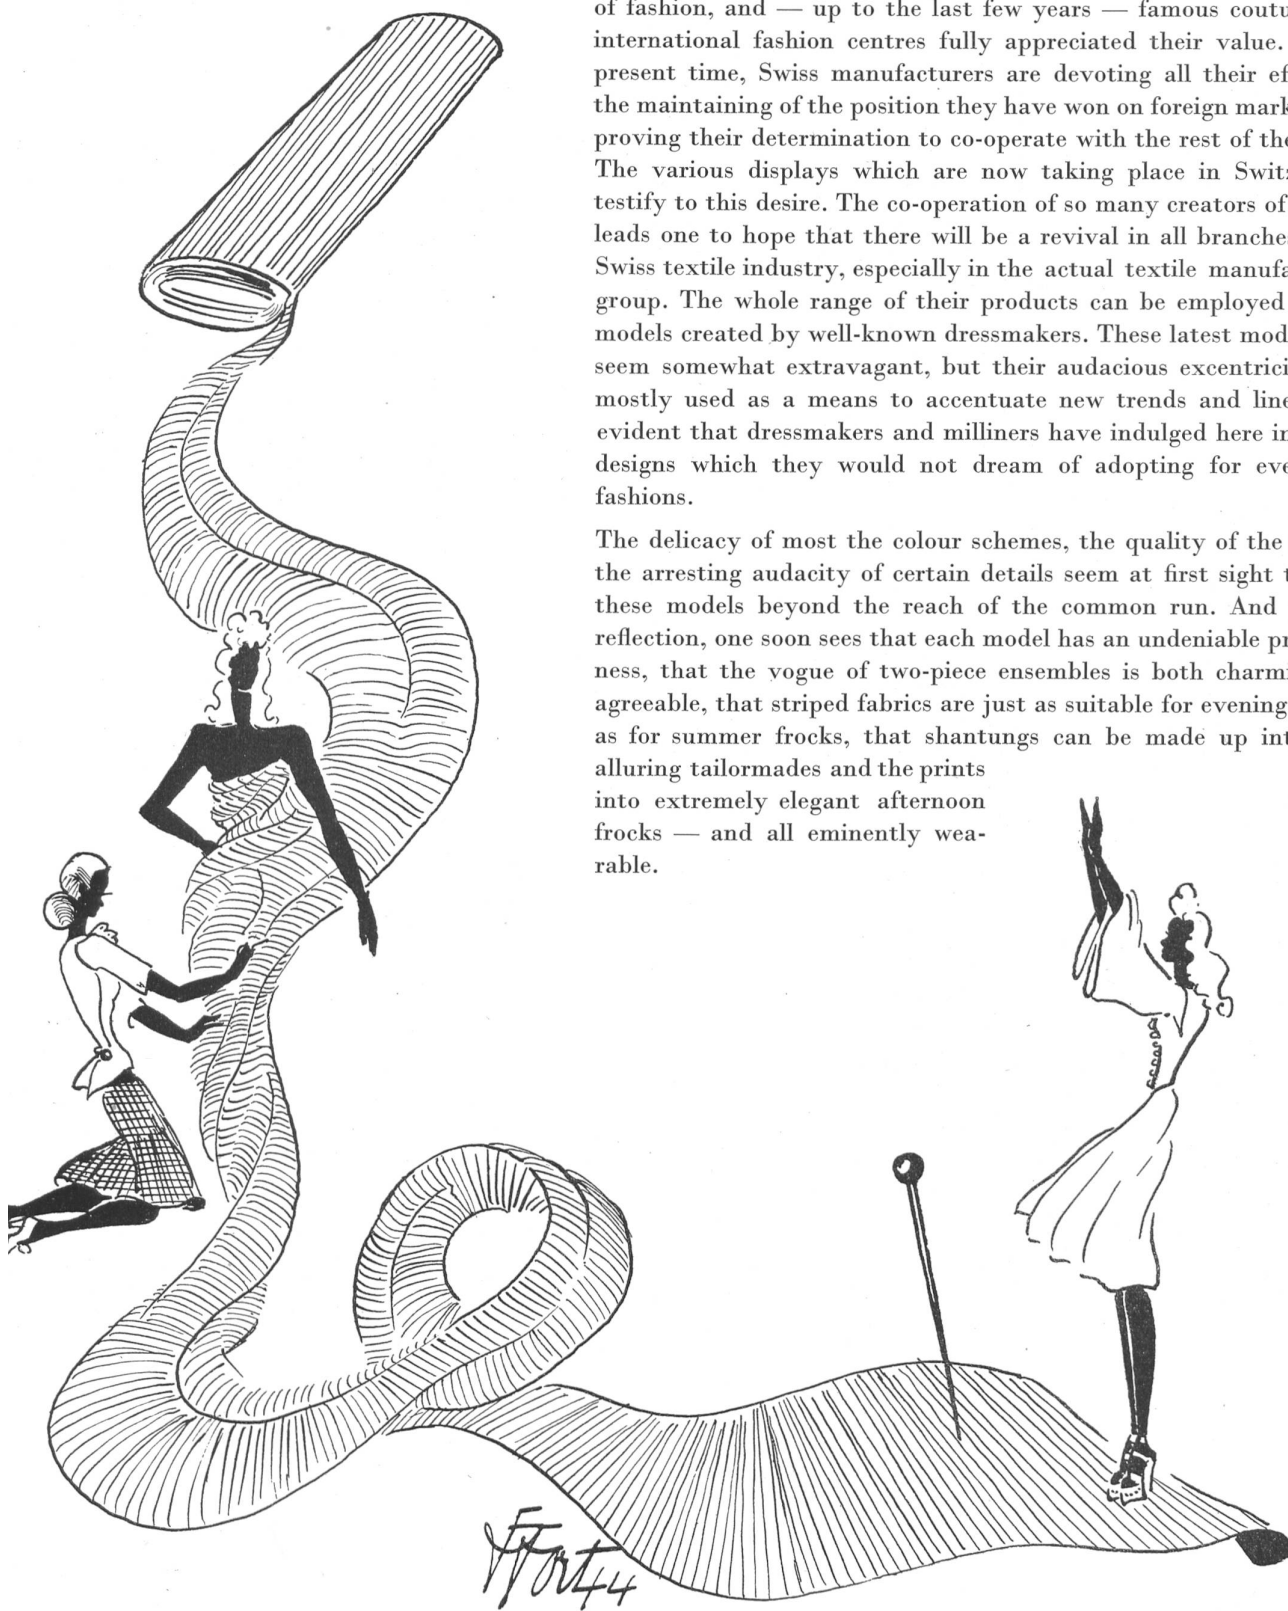 of fashion, and — up to the last few years — famous coutu
international fashion centres fully appreciated their value.
present time, Swiss manufacturers are devoting all their ef
the maintaining of the position they have won on foreign mark
proving their determination to co-operate with the rest of the
The various displays which are now taking place in Swit
testify to this desire. The co-operation of so many creators of
leads one to hope that there will be a revival in all branche
Swiss textile industry, especially in the actual textile manufa
group. The whole range of their products can be employed
models created by well-known dressmakers. These latest mod
seem somewhat extravagant, but their audacious excentrici
mostly used as a means to accentuate new trends and line
evident that dressmakers and milliners have indulged here in
designs which they would not dream of adopting for eve
fashions.
The delicacy of most the colour schemes, the quality of the
the arresting audacity of certain details seem at first sight t
these models beyond the reach of the common run. And
reflection, one soon sees that each model has an undeniable pr
ness, that the vogue of two-piece ensembles is both charmi
agreeable, that striped fabrics are just as suitable for evening
as for summer frocks, that shantungs can be made up int
alluring tailormades and the prints
into extremely elegant afternoon
frocks — and all eminently wea-
rable.
44